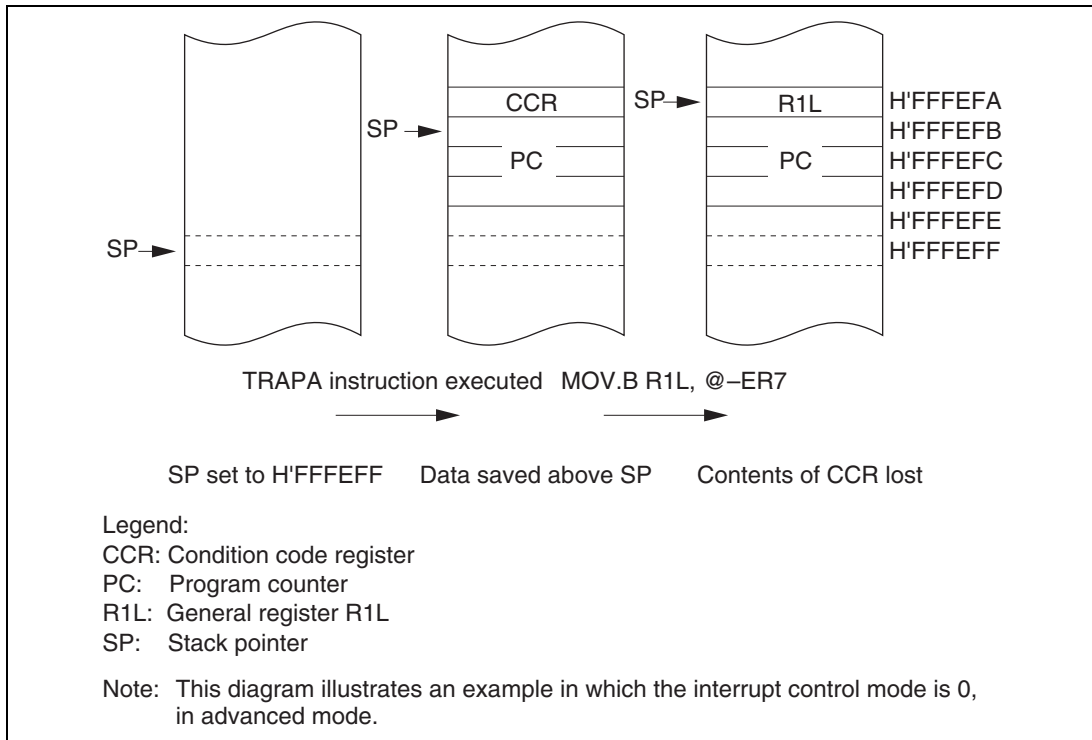 CCR
SP
R1L
H'FFFEFA
SP
H'FFFEFB
PC
PC
H'FFFEFC
H'FFFEFD
H'FFFEFE
SP
H'FFFEFF
TRAPA instruction executed
MOV.B R1L, @–ER7
SP set to H'FFFEFF
Data saved above SP
Contents of CCR lost
Legend:
CCR: Condition code register
PC: Program counter
R1L: General register R1L
SP: Stack pointer
Note: This diagram illustrates an example in which the interrupt control mode is 0,
in advanced mode.